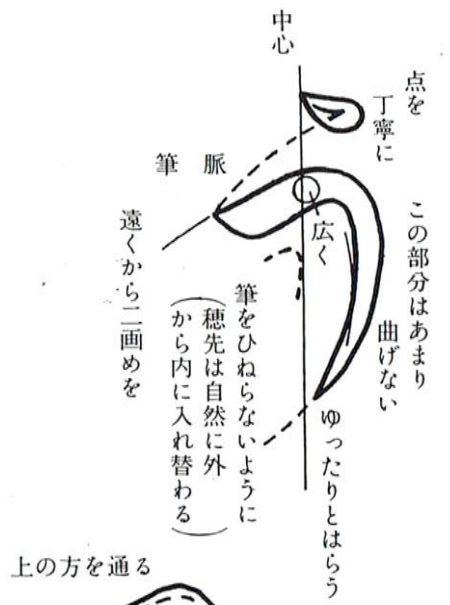 中心
点を
丁寧に
筆脈
この部分はあまり
曲げない
広く
遠くから二画めを
筆をひねらないように
（穂先は自然に外
から内に入れ替わる）
ゆったりとはらう
上の方を通る